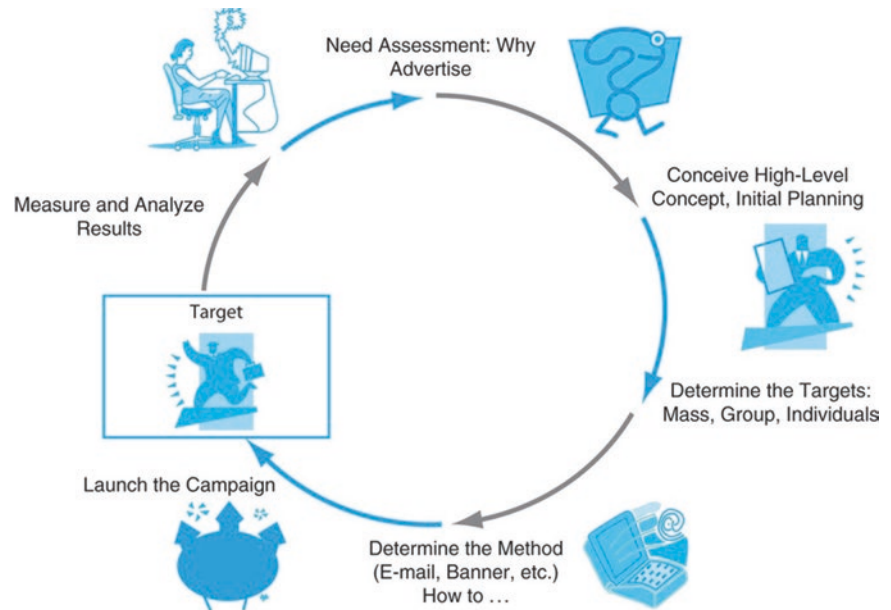 Need Assessment: Why
Advertise
Conceive High-Level
Concept, Initial Planning
Determine the Targets:
Mass, Group, Individuals
Determine the Method
(E-mail, Banner, etc.)
How to ...
Launch the Campaign
Target
Measure and Analyze
Results